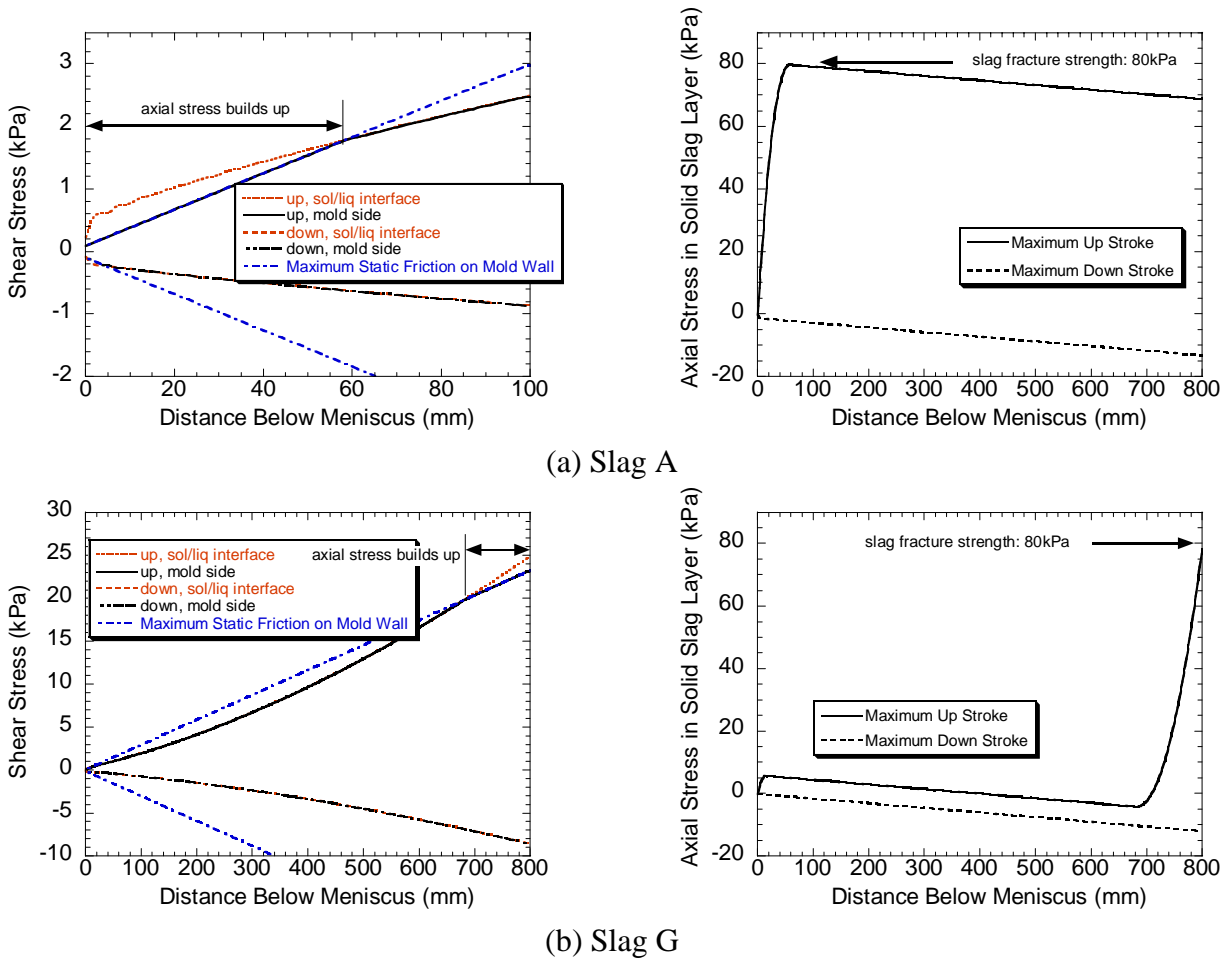 Shear Stress (kPa)
3
2
1
0
-1
-2
axial stress builds up
up, sol/liq interface
up, mold side
down, sol/liq interface
down, mold side
Maximum Static Friction on Mold Wall
0 20 40 60 80 100
Distance Below Meniscus (mm)
Axial Stress in Solid Slag Layer (kPa)
80
60
40
20
0
-20
slag fracture strength: 80kPa
Maximum Up Stroke
Maximum Down Stroke
0 100 200 300 400 500 600 700 800
Distance Below Meniscus (mm)
(a) Slag A
Shear Stress (kPa)
30
25
20
15
10
5
0
-5
-10
up, sol/liq interface
up, mold side
down, sol/liq interface
down, mold side
Maximum Static Friction on Mold Wall
axial stress builds up
0 100 200 300 400 500 600 700 800
Distance Below Meniscus (mm)
Axial Stress in Solid Slag Layer (kPa)
80
60
40
20
0
-20
slag fracture strength: 80kPa
Maximum Up Stroke
Maximum Down Stroke
0 100 200 300 400 500 600 700 800
Distance Below Meniscus (mm)
(b) Slag G